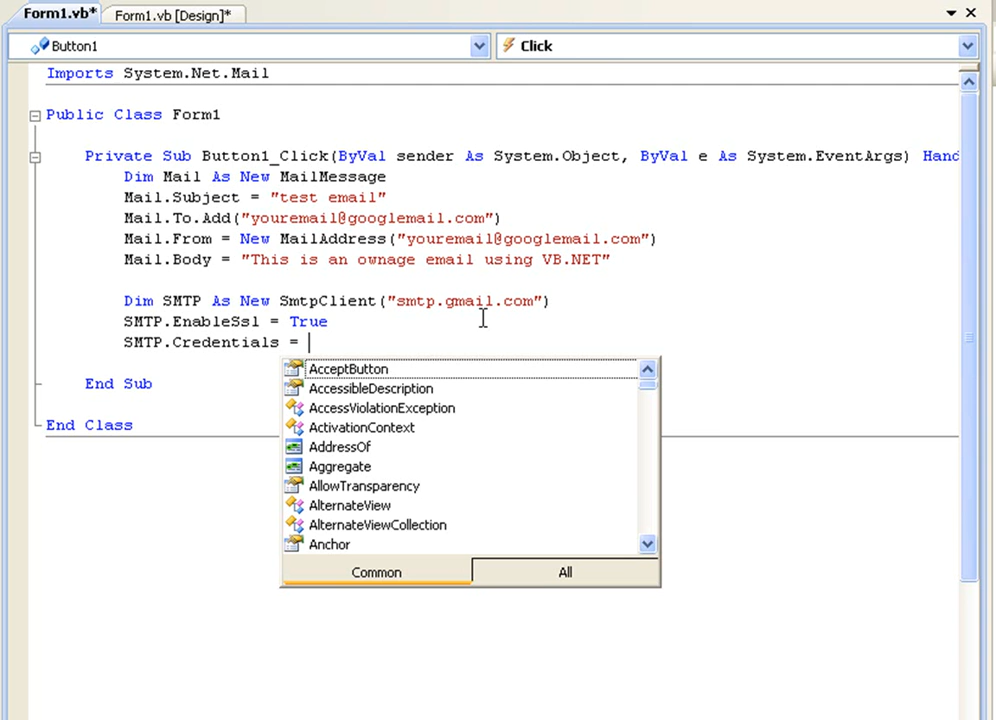 Form1.vb* Form1.vb [Design]*
Button1 Click
Imports System.Net.Mail
Public Class Form1
Private Sub Button1_Click(ByVal sender As System.Object, ByVal e As System.EventArgs) Hand
Dim Mail As New MailMessage
Mail.Subject = "test email"
Mail.To.Add("youremail@googlemail.com")
Mail.From = New MailAddress("youremail@googlemail.com")
Mail.Body = "This is an ownage email using VB.NET"
Dim SMTP As New SmtpClient("smtp.gmail.com")
SMTP.EnableSsl = True
SMTP.Credentials =
AcceptButton
End Sub
AccessibleDescription
AccessViolationException
End Class
ActivationContext
AddressOf
Aggregate
AllowTransparency
AlternateView
AlternateViewCollection
Anchor
Common All